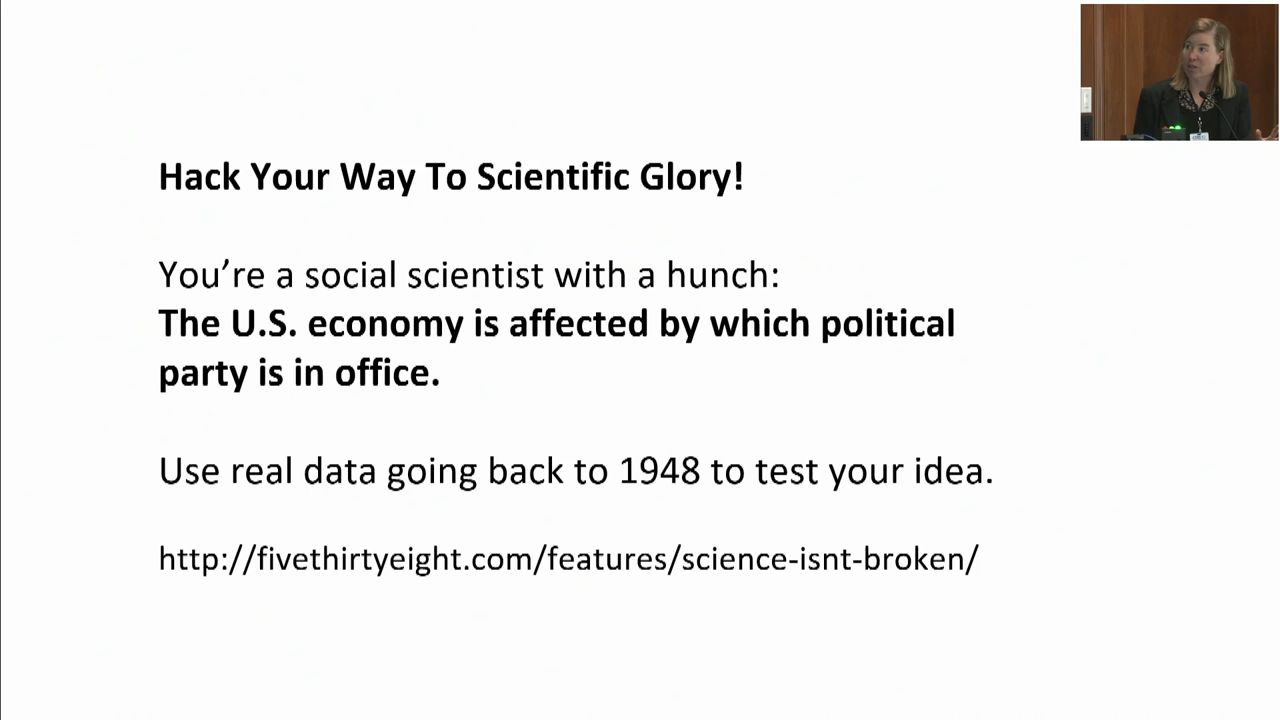 Hack Your Way To Scientific Glory!
You’re a social scientist with a hunch:
The U.S. economy is affected by which political
party is in office.
Use real data going back to 1948 to test your idea.
http://fivethirtyeight.com/features/science-isnt-broken/